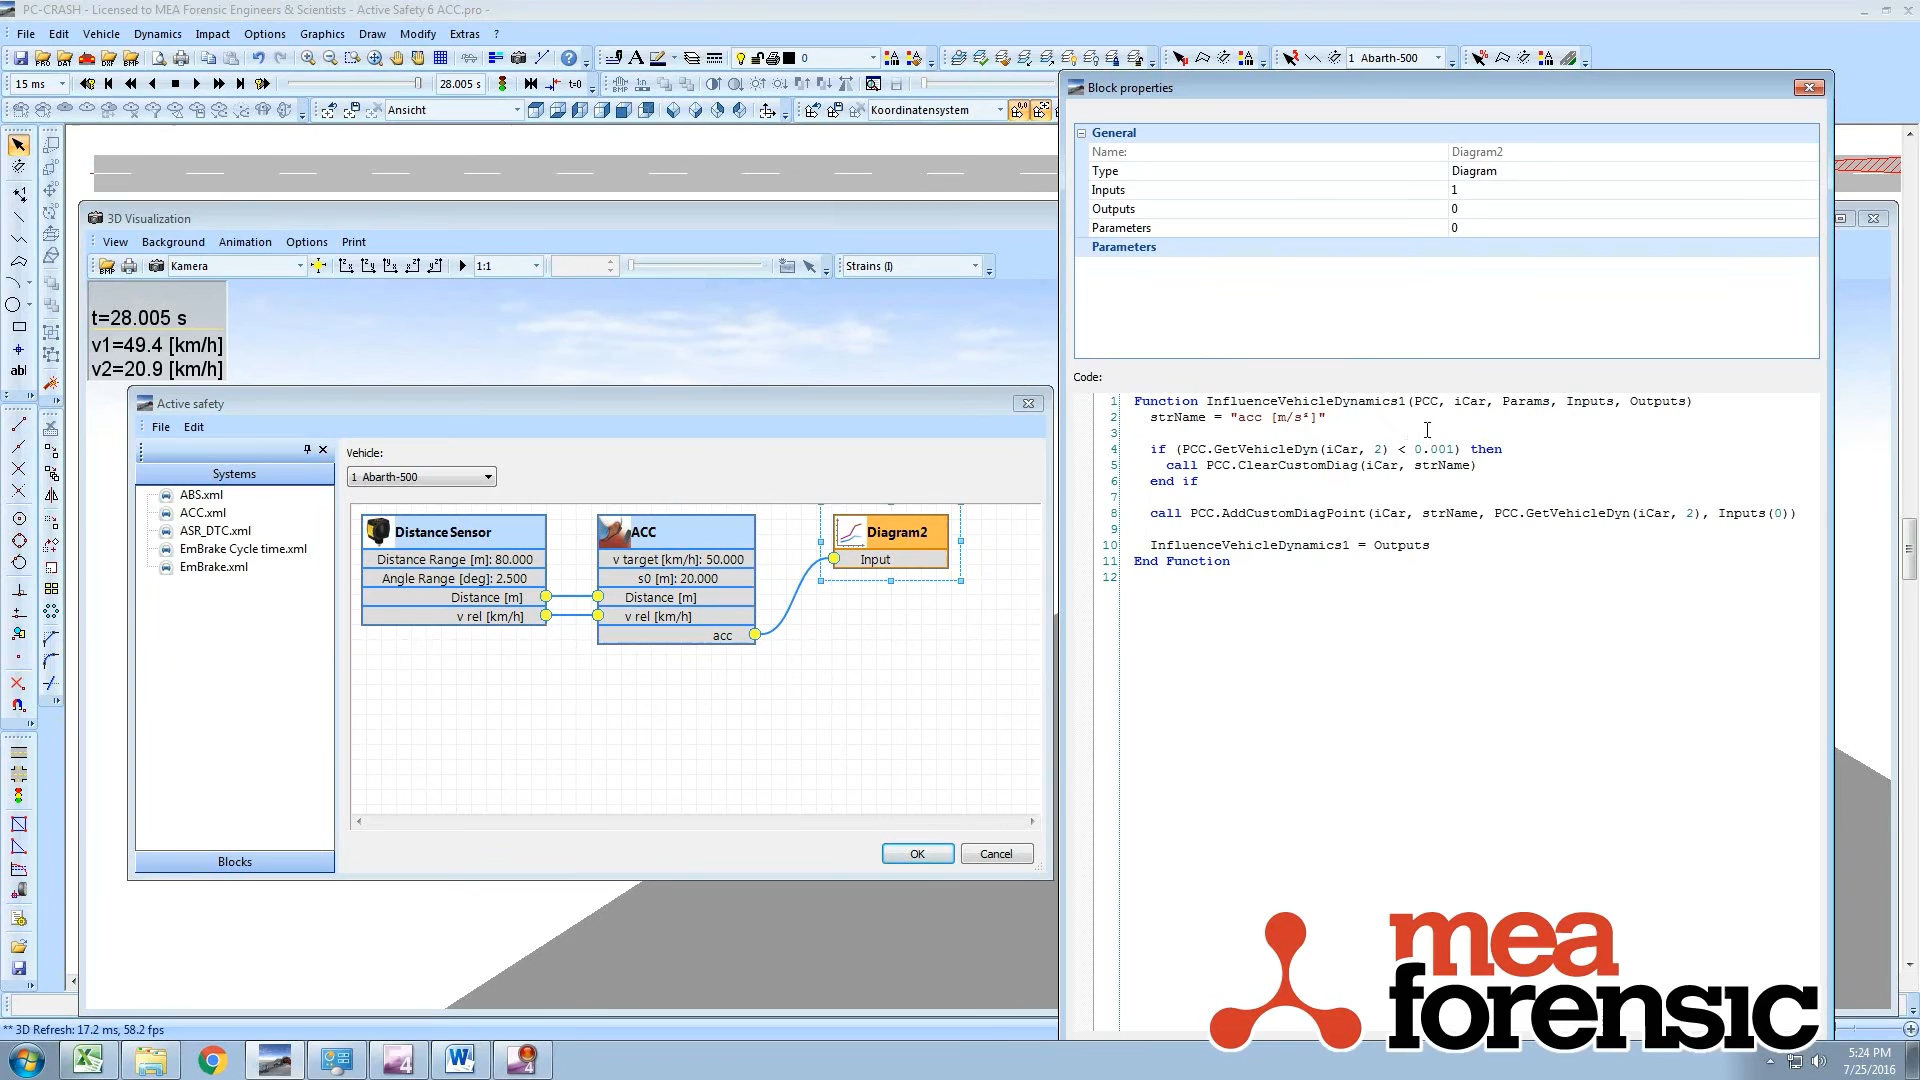 PC-CRASH - Licensed to MEA Forensic Engineers & Scientists - Active Safety 6 ACC.pro -
File Edit Vehicle Dynamics Impact Options Graphics Draw Modify Extras ?
0
1 Abarth-500
15 ms
28.005 s
t=0
Ansicht
Koordinatensystem
3D Visualization
View Background Animation Options Print
Kamera
1:1
Strains (I)
t=28.005 s
v1=49.4 [km/h]
v2=20.9 [km/h]
Active safety
File Edit
Systems
ABS.xml
ACC.xml
ASR_DTC.xml
EmBrake Cycle time.xml
EmBrake.xml
Blocks
Vehicle:
1 Abarth-500
Distance Sensor
Distance Range [m]: 80.000
Angle Range [deg]: 2.500
Distance [m]
v rel [km/h]
ACC
v target [km/h]: 50.000
s0 [m]: 20.000
Distance [m]
v rel [km/h]
acc
Diagram2
Input
OK Cancel
Block properties
General
Name: Diagram2
Type Diagram
Inputs 1
Outputs 0
Parameters 0
Parameters
Code:
1 Function InfluenceVehicleDynamics1(PCC, iCar, Params, Inputs, Outputs)
2 strName = "acc [m/s²]"
3
4 if (PCC.GetVehicleDyn(iCar, 2) < 0.001) then
5 call PCC.ClearCustomDiag(iCar, strName)
6 end if
7
8 call PCC.AddCustomDiagPoint(iCar, strName, PCC.GetVehicleDyn(iCar, 2), Inputs(0))
9
10 InfluenceVehicleDynamics1 = Outputs
11 End Function
12
abl
mea
forensic
** 3D Refresh: 17.2 ms, 58.2 fps
5:24 PM
7/25/2016